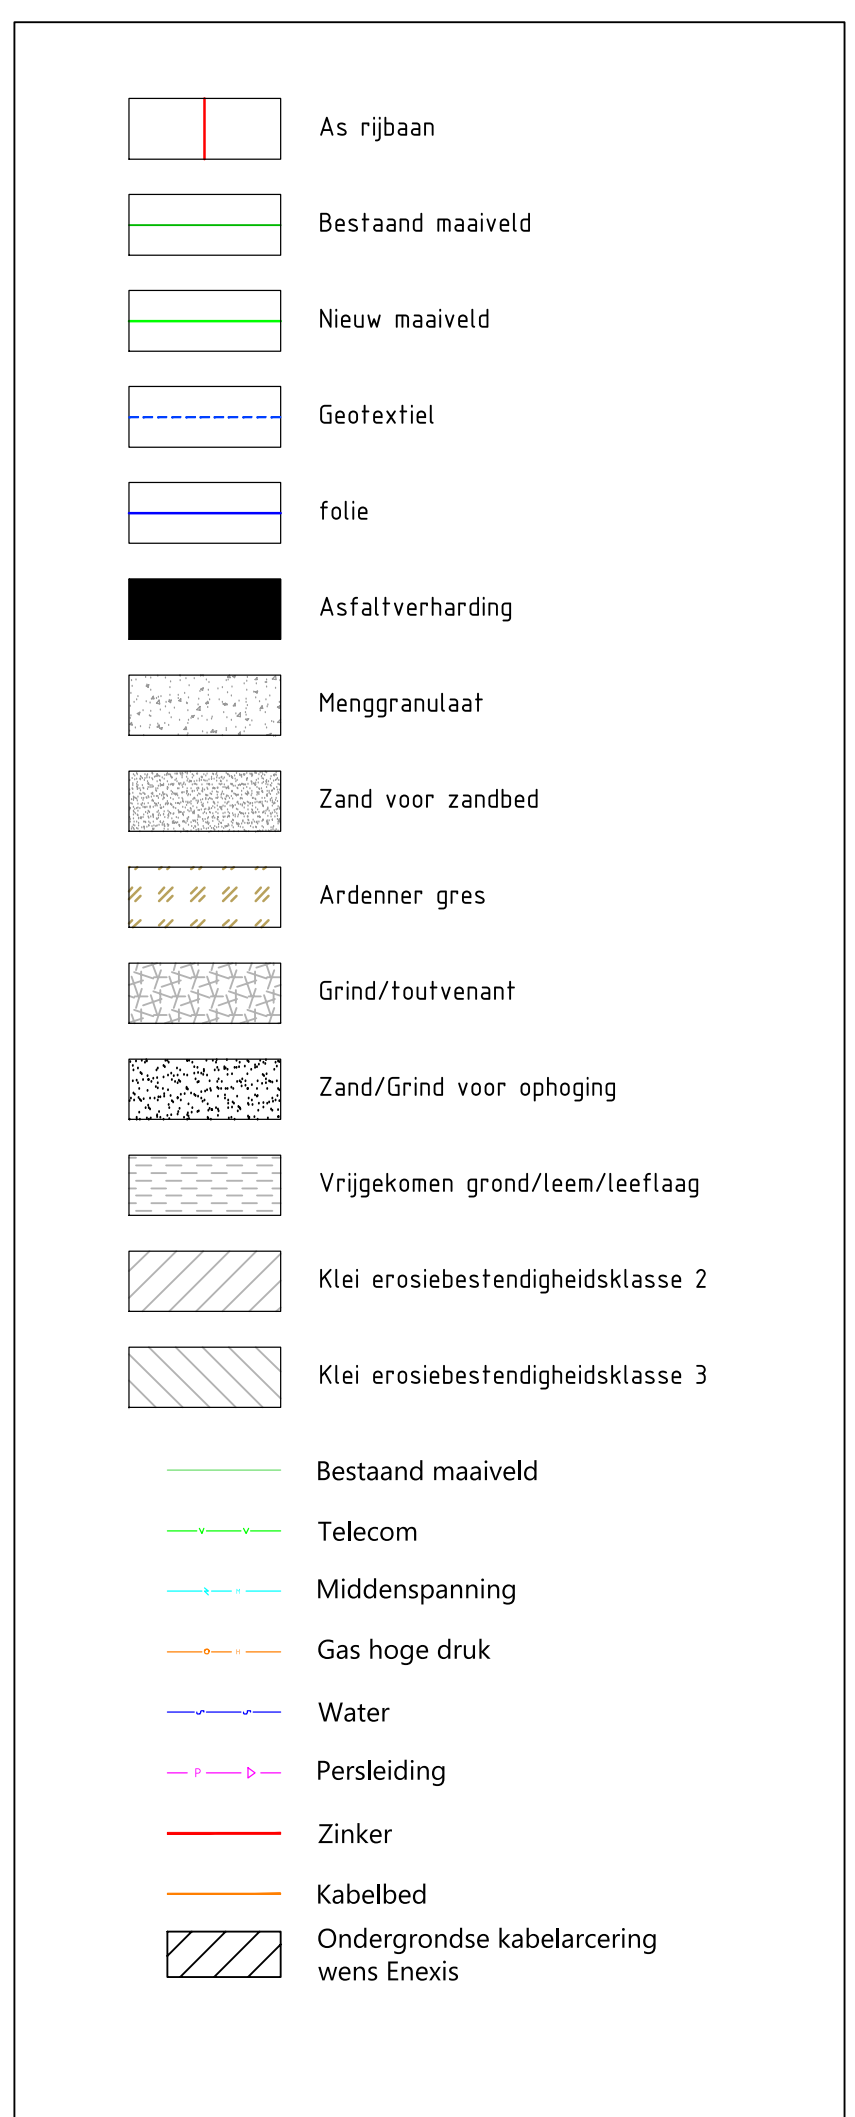 As rijbaan
Bestaand maaiveld
Nieuw maaiveld
Geotextiel
folie
Asfaltverharding
Menggranulaat
Zand voor zandbed
Ardenner gres
Grind/toutvenant
Zand/Grind voor ophoging
Vrijgekomen grond/leem/leeflaag
Klei erosiebestendigheidsklasse 2
Klei erosiebestendigheidsklasse 3
Bestaand maaiveld
V V Telecom
M Middenspanning
H Gas hoge druk
Water
P Persleiding
Zinker
Kabelbed
Ondergrondse kabelarcering
wens Enexis